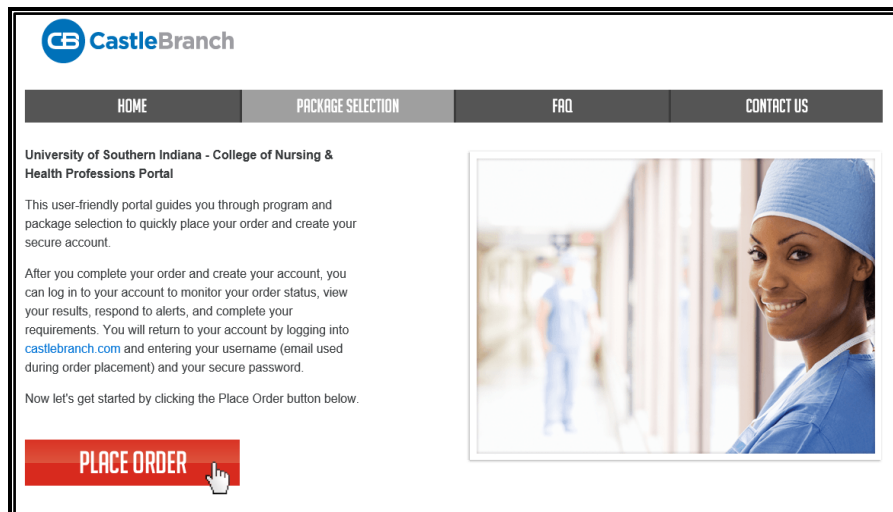 CB CastleBranch
HOME PACKAGE SELECTION FAQ CONTACT US
University of Southern Indiana - College of Nursing &
Health Professions Portal
This user-friendly portal guides you through program and
package selection to quickly place your order and create your
secure account.
After you complete your order and create your account, you
can log in to your account to monitor your order status, view
your results, respond to alerts, and complete your
requirements. You will return to your account by logging into
castlebranch.com and entering your username (email used
during order placement) and your secure password.
Now let's get started by clicking the Place Order button below.
PLACE ORDER